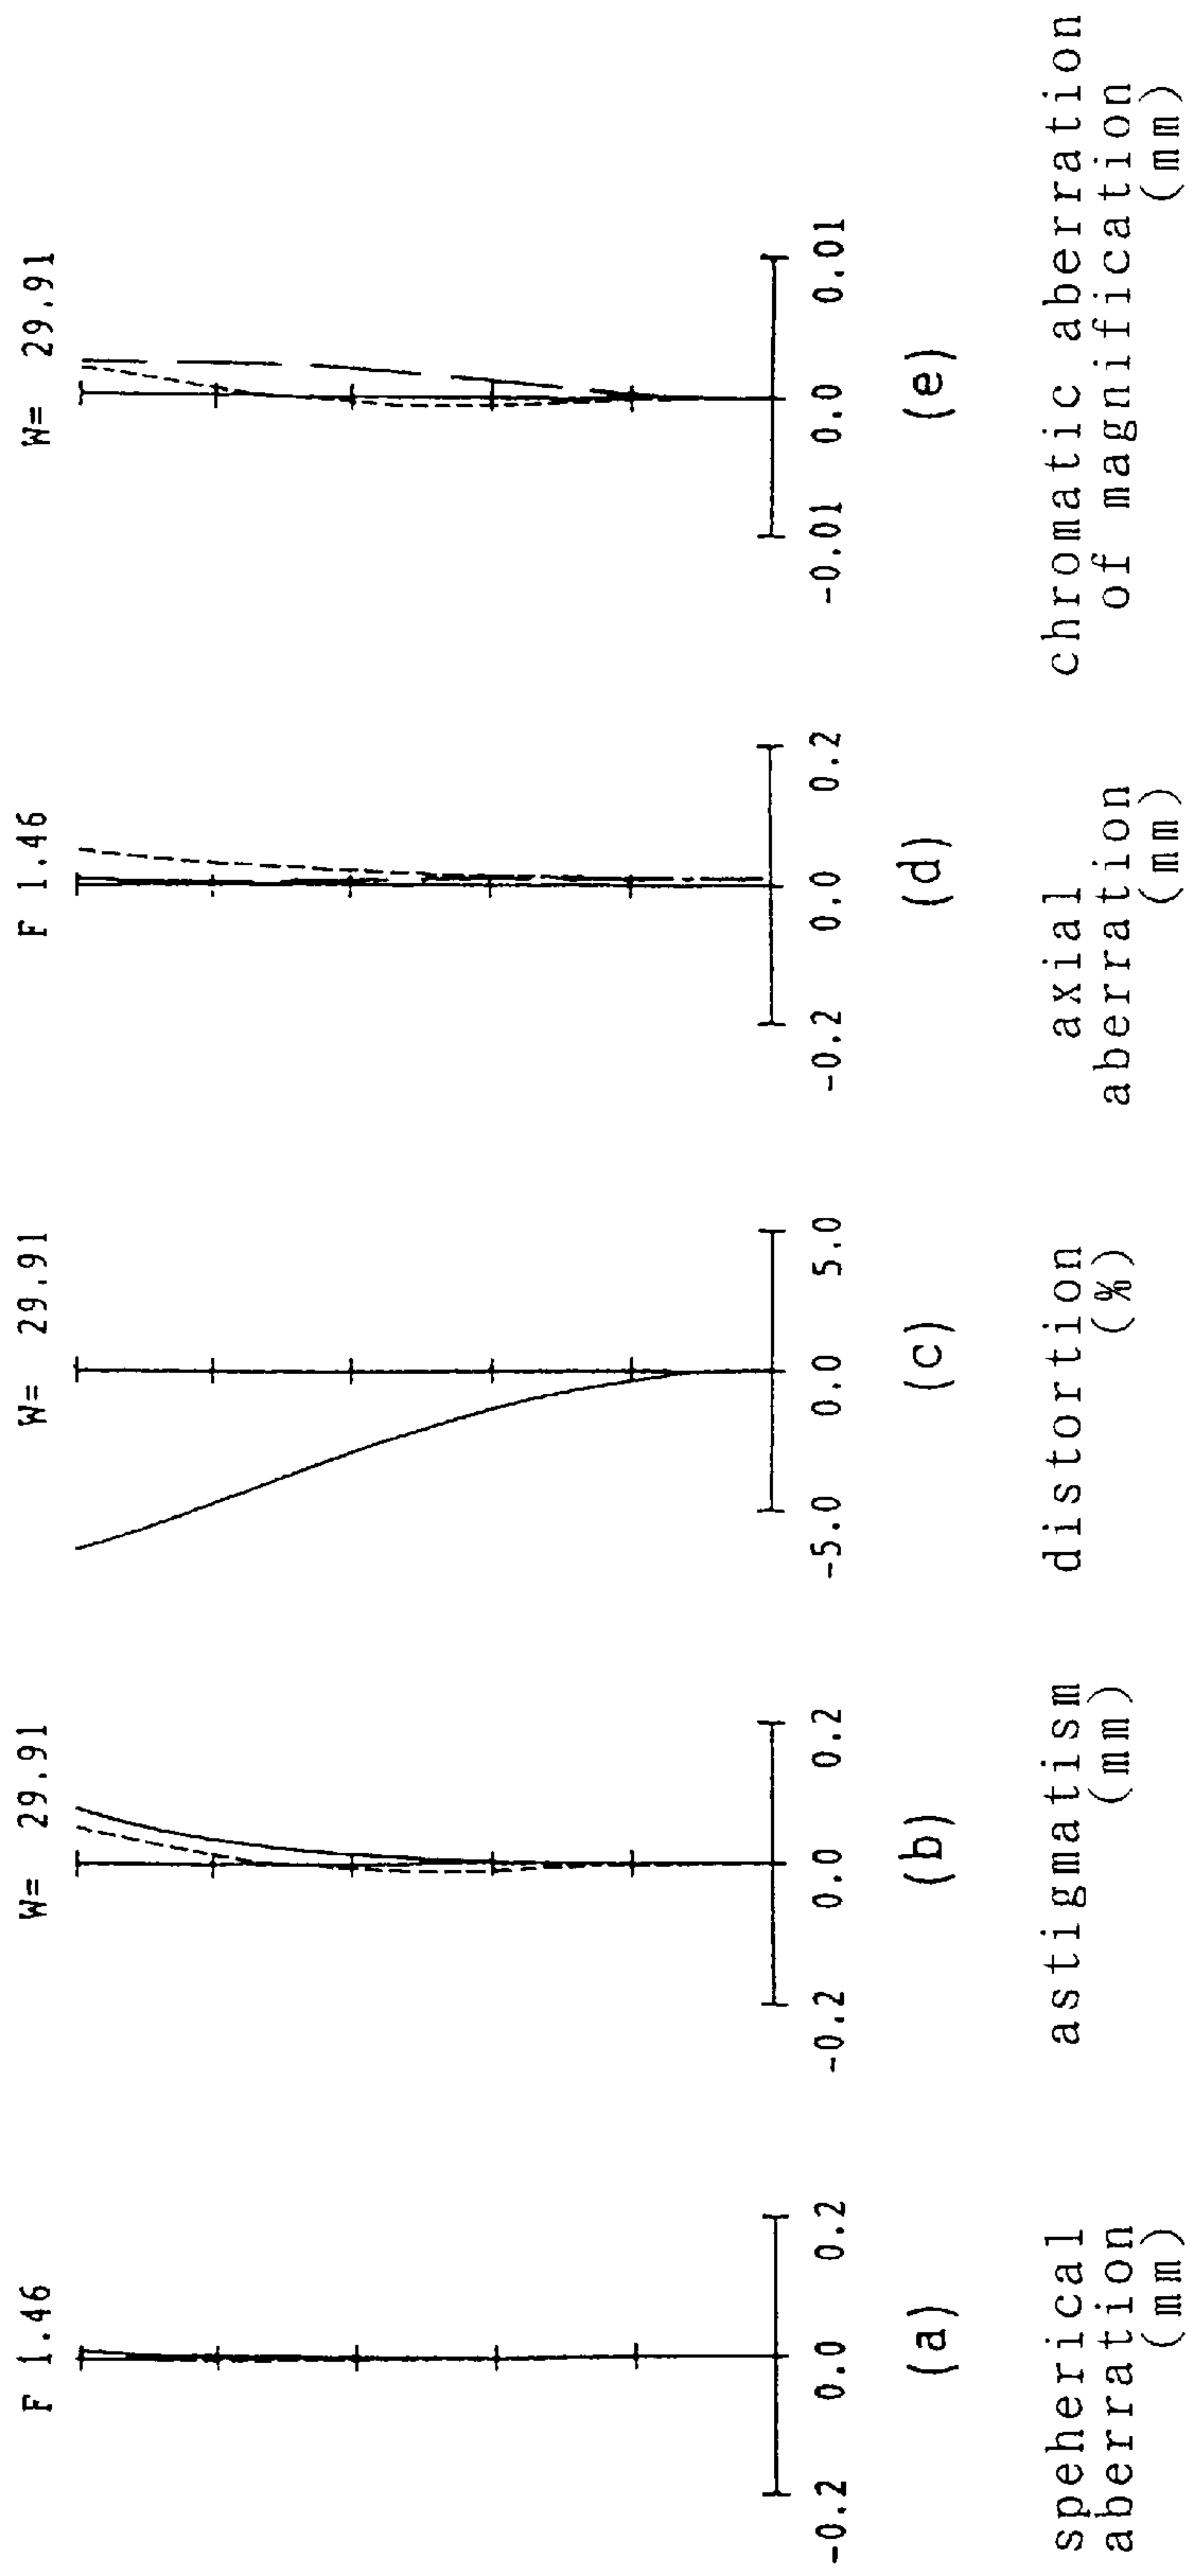 F 1.46
-0.2 0.0 0.2
(a)
speherical
aberration
(mm)
W= 29.91
-0.2 0.0 0.2
(b)
astigmatism
(mm)
W= 29.91
-5.0 0.0 5.0
(c)
distortion
(%)
F 1.46
-0.2 0.0 0.2
(d)
axial
aberration
(mm)
W= 29.91
-0.01 0.0 0.01
(e)
chromatic aberration
of magnification
(mm)